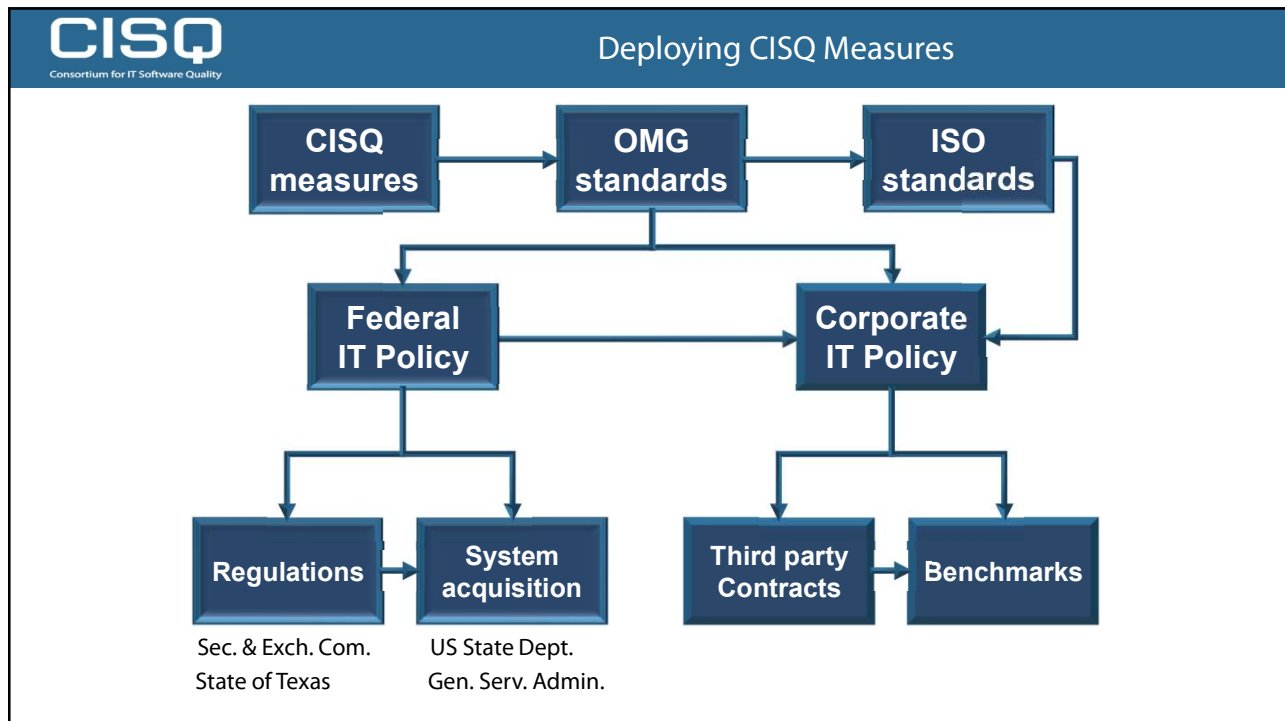 CISQ
Consortium for IT Software Quality
Deploying CISQ Measures
CISQ
measures
OMG
standards
ISO
standards
Federal
IT Policy
Corporate
IT Policy
Regulations
System
acquisition
Third party
Contracts
Benchmarks
Sec. & Exch. Com.
State of Texas
US State Dept.
Gen. Serv. Admin.